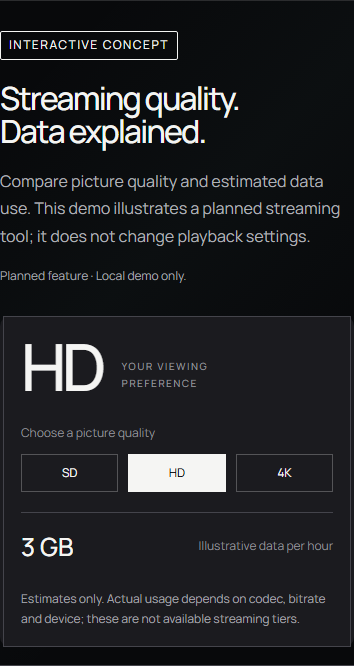 INTERACTIVE CONCEPT
Streaming quality.
Data explained.
Compare picture quality and estimated data
use. This demo illustrates a planned streaming
tool; it does not change playback settings.
Planned feature · Local demo only.
HD
YOUR VIEWING
PREFERENCE
Choose a picture quality
SD
HD
4K
3 GB
Illustrative data per hour
Estimates only. Actual usage depends on codec, bitrate
and device; these are not available streaming tiers.